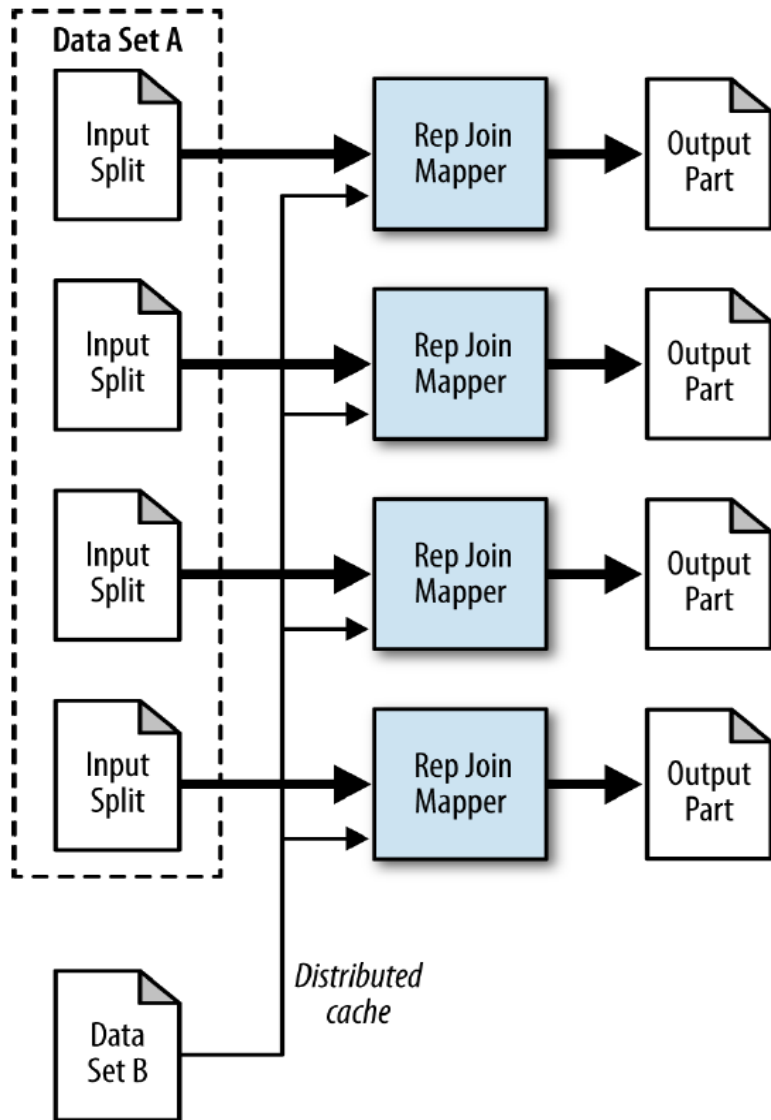 Data Set A
Input
Split
Rep Join
Mapper
Output
Part
Input
Split
Rep Join
Mapper
Output
Part
Input
Split
Rep Join
Mapper
Output
Part
Input
Split
Rep Join
Mapper
Output
Part
Distributed
cache
Data
Set B